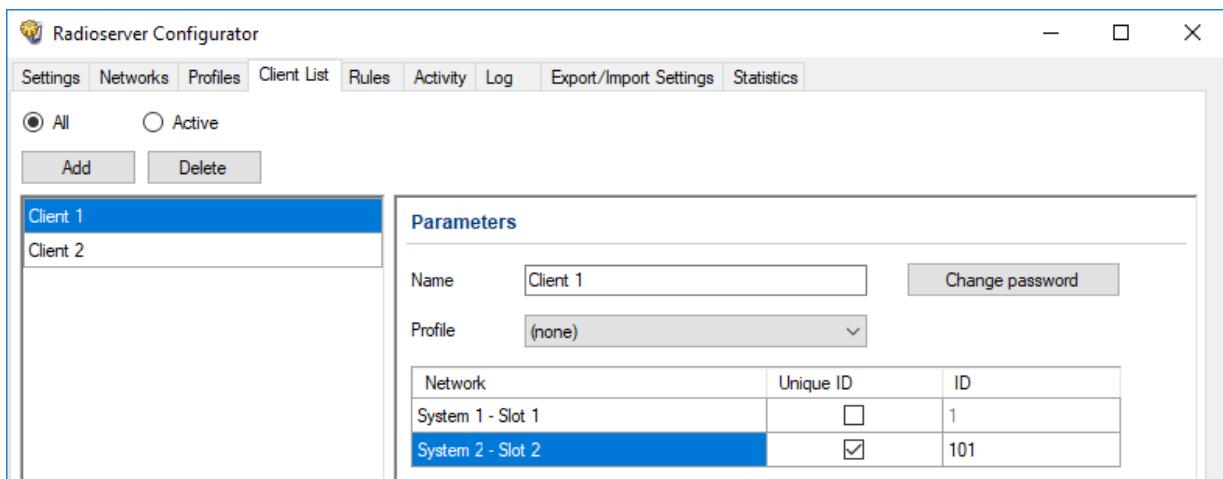 Radioserver Configurator
Settings Networks Profiles Client List Rules Activity Log Export/Import Settings Statistics
All Active
Add Delete
Client 1
Client 2
Parameters
Name Client 1 Change password
Profile (none)
Network Unique ID ID
System 1 - Slot 1 1
System 2 - Slot 2 101